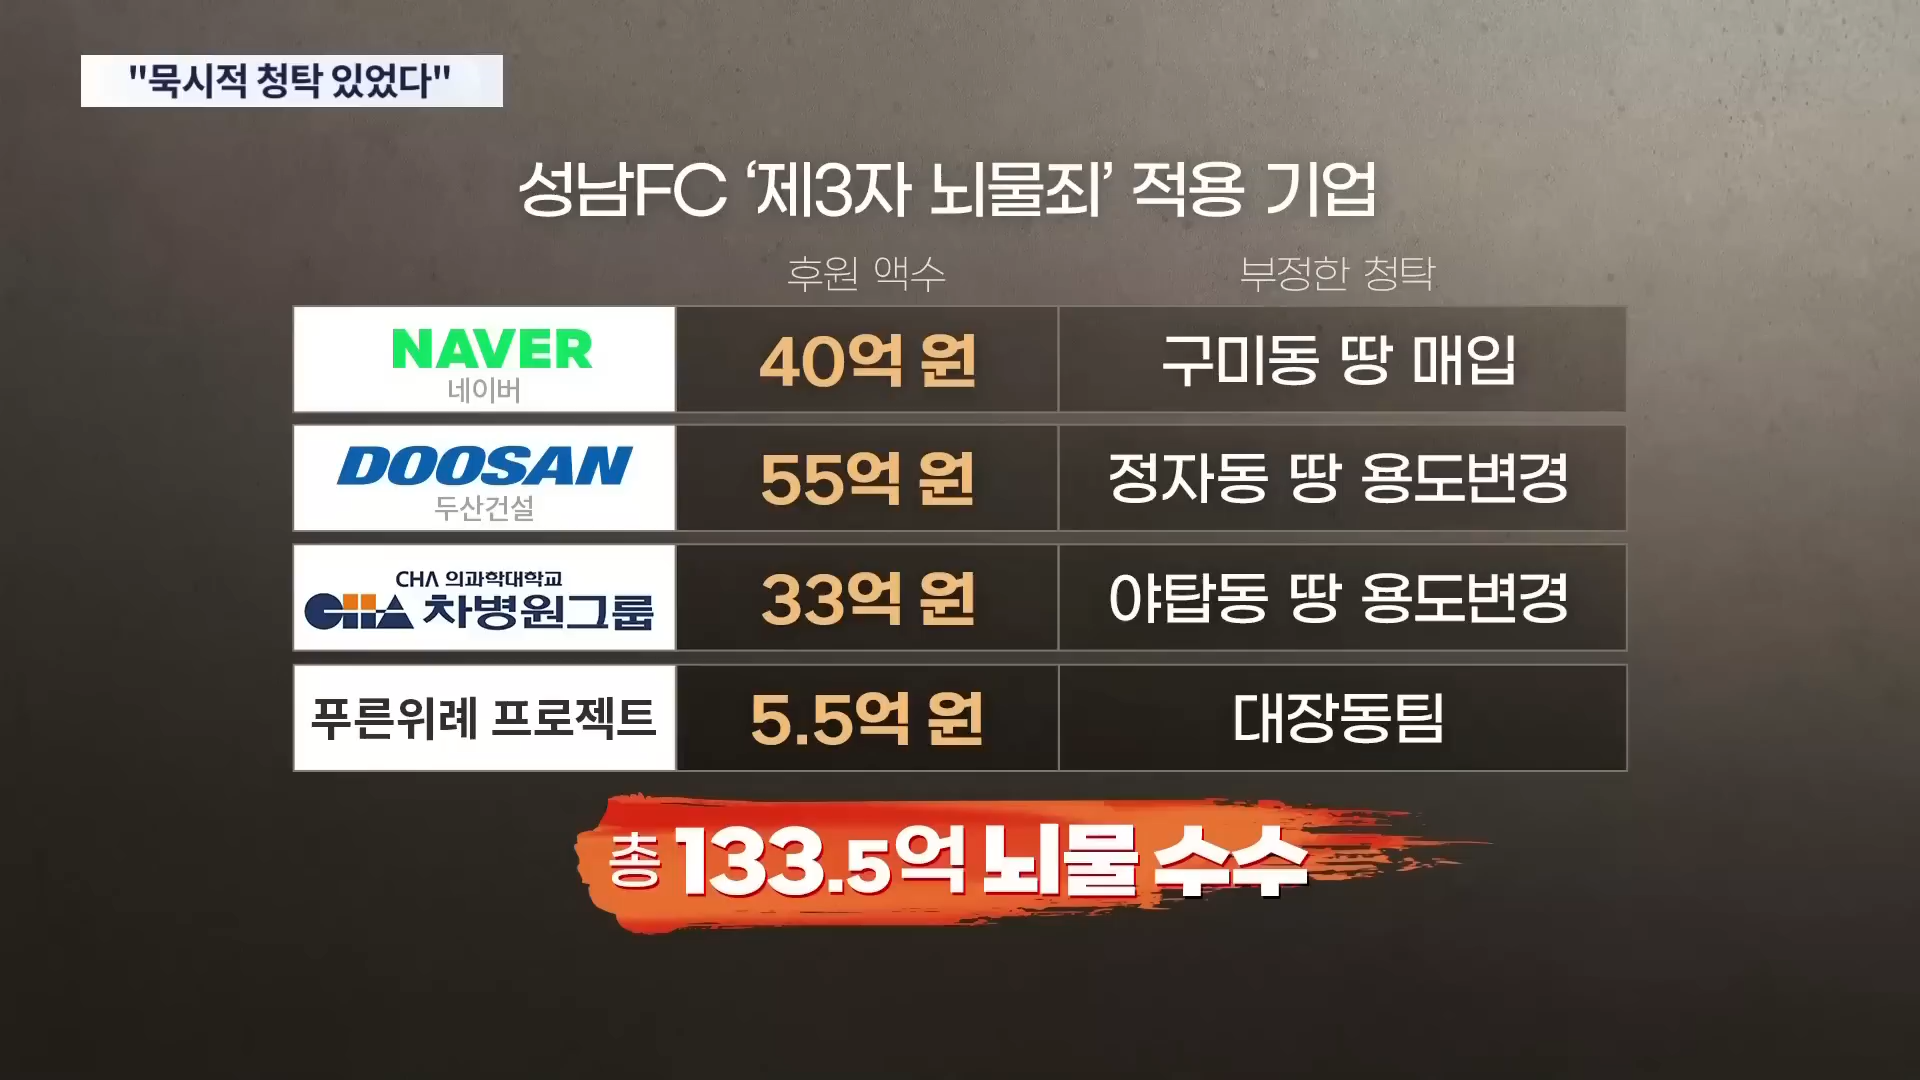 "묵시적 청탁 있었다"
성남FC ‘제3자 뇌물죄’ 적용 기업
후원 액수 부정한 청탁
NAVER
네이버
40억 원
구미동 땅 매입
DOOSAN
두산건설
55억 원
정자동 땅 용도변경
CHA 의과학대학교
CHA 차병원그룹
33억 원
야탑동 땅 용도변경
푸른위례 프로젝트
5.5억 원
대장동팀
총 133.5억 뇌물 수수